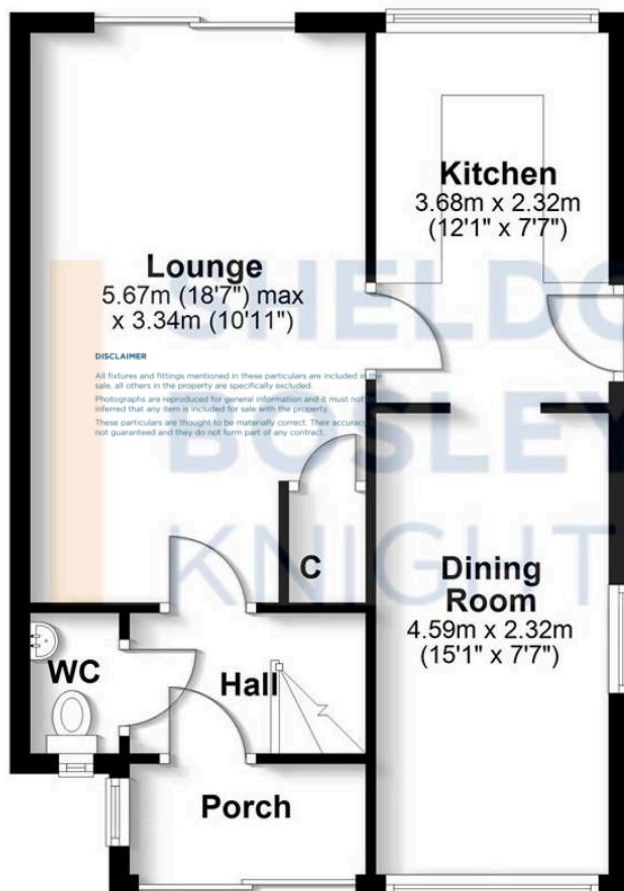 Kitchen
3.68m x 2.32m
(12'1" x 7'7")
Lounge
5.67m (18'7") max
x 3.34m (10'11")
SHELDO
BOSLEY
KNIGHT
DISCLAIMER
All fixtures and fittings mentioned in these particulars are included in the
sale, all others in the property are specifically excluded.
Photographs are reproduced for general information and it must not be
inferred that any item is included for sale with the property.
These particulars are thought to be materially correct. Their accuracy is
not guaranteed and they do not form part of any contract.
C
Dining
Room
4.59m x 2.32m
(15'1" x 7'7")
WC
Hall
Porch